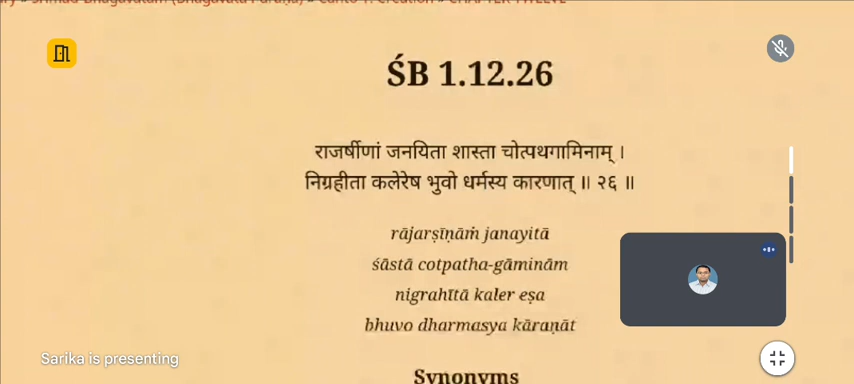 ŚB 1.12.26
राजर्षीणां जनयिता शास्ता चोत्पथगामिनाम् ।
निग्रहीता कलेरेष भुवो धर्मस्य कारणात् ॥ २६ ॥
rājarṣīṇāṁ janayitā
śāstā cotpatha-gāminām
nigrahītā kaler eṣa
bhuvo dharmasya kāraṇāt
Sarika is presenting
Synonyms